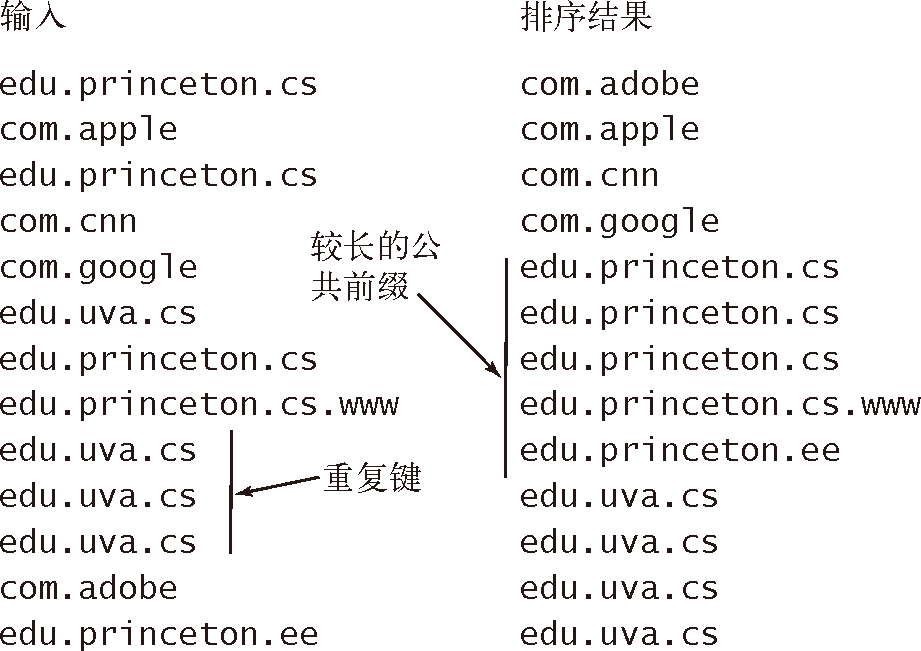 输入
edu.princeton.cs
com.apple
edu.princeton.cs
com.cnn
com.google
edu.uva.cs
edu.princeton.cs
edu.princeton.cs.www
edu.uva.cs
edu.uva.cs
edu.uva.cs
com.adobe
edu.princeton.ee
重复键
较长的公
共前缀
排序结果
com.adobe
com.apple
com.cnn
com.google
edu.princeton.cs
edu.princeton.cs
edu.princeton.cs
edu.princeton.cs.www
edu.princeton.ee
edu.uva.cs
edu.uva.cs
edu.uva.cs
edu.uva.cs